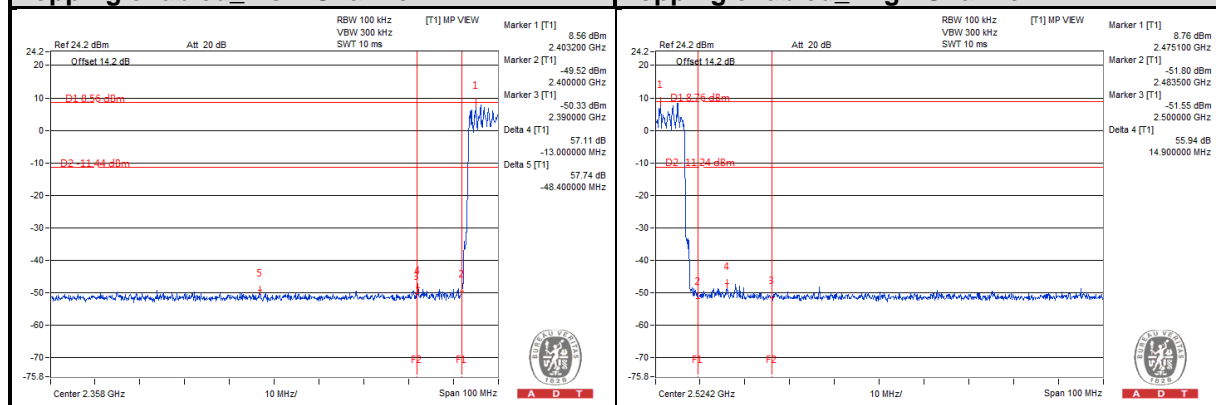 RBW 100 kHz
VBW 300 kHz
SWT 10 ms
[T1] MP VIEW
Ref 24.2 dBm
Att 20 dB
Offset 14.2 dB
24.2
20
10
0
-10
-20
-30
-40
-50
-60
-70
-75.8
D1 8.56 dBm
D2 -11.44 dBm
1
2
3
4
5
F2
F1
Marker 1 [T1]
8.56 dBm
2.403200 GHz
Marker 2 [T1]
-49.52 dBm
2.400000 GHz
Marker 3 [T1]
-50.33 dBm
2.390000 GHz
Delta 4 [T1]
57.11 dB
-13.000000 MHz
Delta 5 [T1]
57.74 dB
-48.400000 MHz
BUREAU VERITAS
1828
A D T
Center 2.358 GHz
10 MHz/
Span 100 MHz
RBW 100 kHz
VBW 300 kHz
SWT 10 ms
[T1] MP VIEW
Ref 24.2 dBm
Att 20 dB
Offset 14.2 dB
24.2
20
10
0
-10
-20
-30
-40
-50
-60
-70
-75.8
D1 8.76 dBm
D2 -11.24 dBm
1
2
4
3
F1
F2
Marker 1 [T1]
8.76 dBm
2.475100 GHz
Marker 2 [T1]
-51.80 dBm
2.483500 GHz
Marker 3 [T1]
-51.55 dBm
2.500000 GHz
Delta 4 [T1]
55.94 dB
14.900000 MHz
BUREAU VERITAS
1828
A D T
Center 2.5242 GHz
10 MHz/
Span 100 MHz